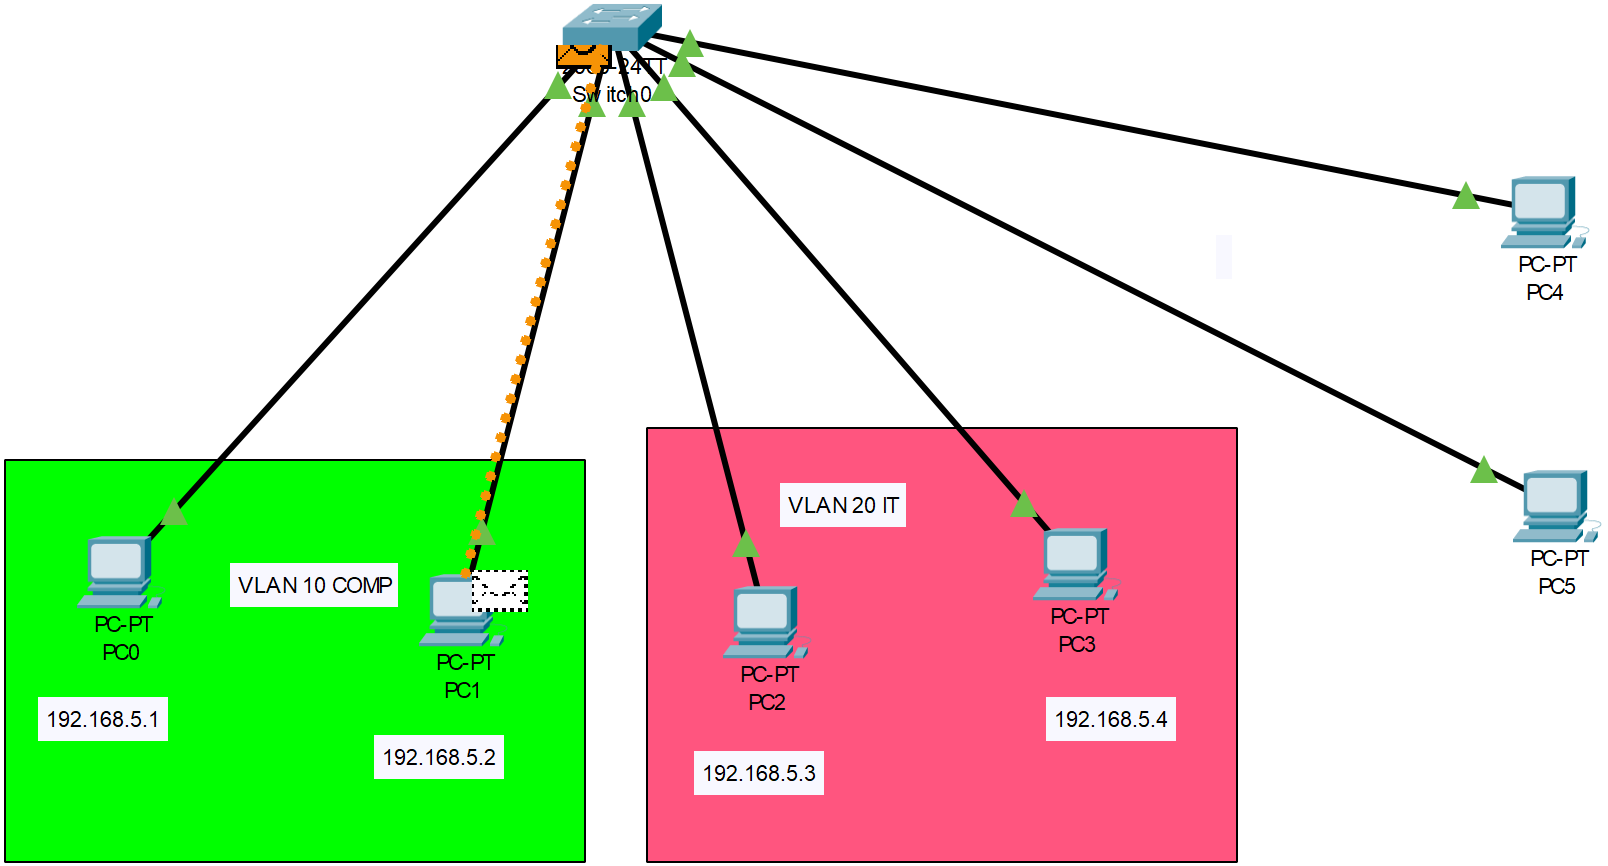 24TT
Switch0
PC-PT
PC4
VLAN 20 IT
PC-PT
PC5
VLAN 10 COMP
PC-PT
PC0
PC-PT
PC1
PC-PT
PC2
PC-PT
PC3
192.168.5.1
192.168.5.2
192.168.5.3
192.168.5.4